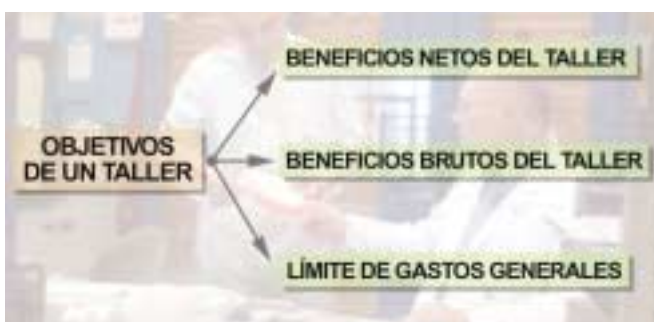 OBJETIVOS
DE UN TALLER
BENEFICIOS NETOS DEL TALLER
BENEFICIOS BRUTOS DEL TALLER
LÍMITE DE GASTOS GENERALES